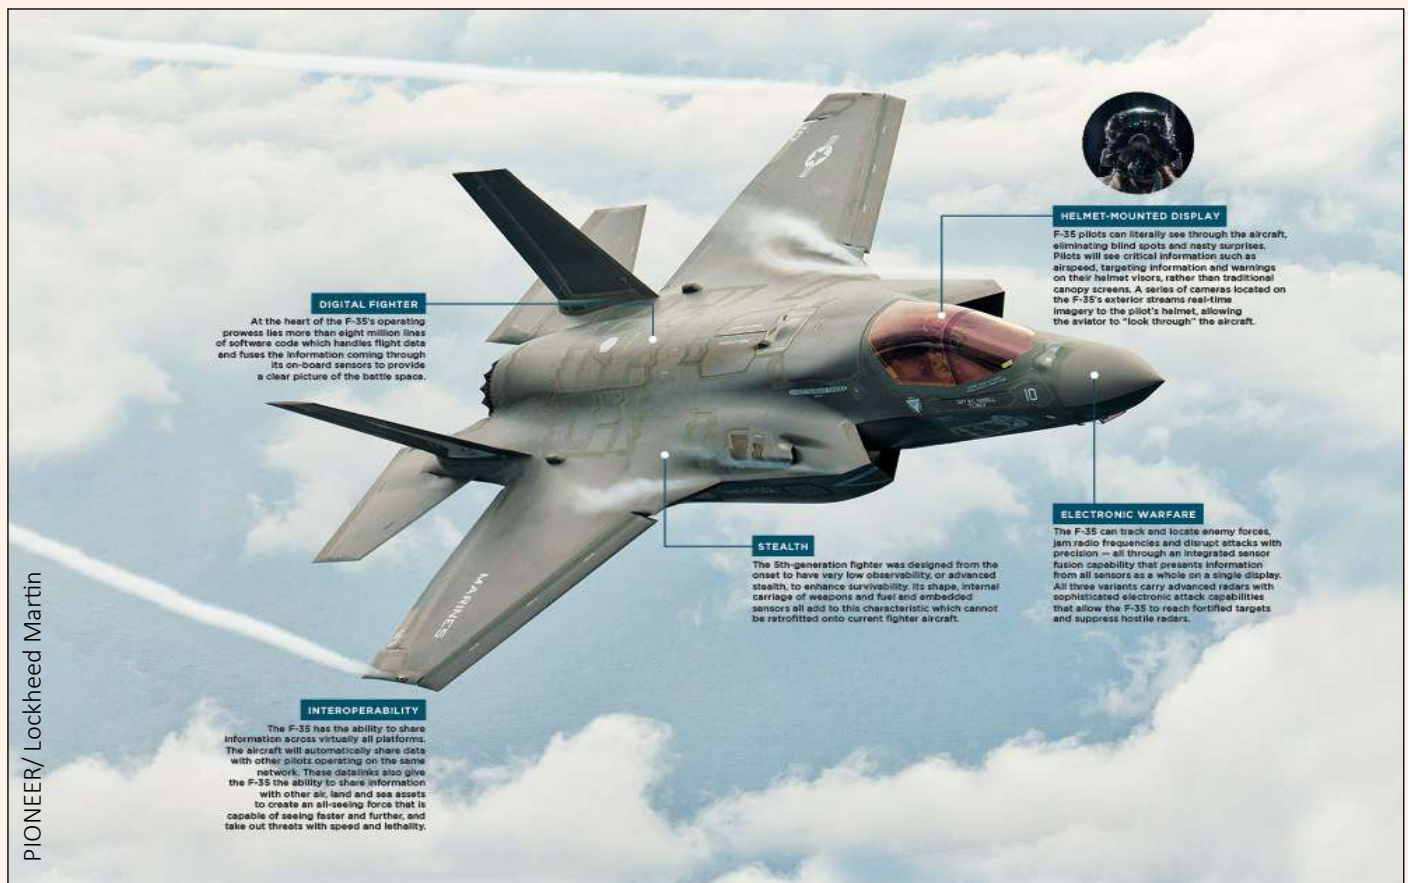 HELMET-MOUNTED DISPLAY
F-35 pilots can literally see through the aircraft,
eliminating blind spots and nasty surprises.
Pilots will see critical information such as
airspeed, targeting information and warnings
on their helmet visors, rather than traditional
canopy screens. A series of cameras located on
the F-35's exterior streams real-time
imagery to the pilot's helmet, allowing
the aviator to "look through" the aircraft.
DIGITAL FIGHTER
At the heart of the F-35's operating
prowess lies more than eight million lines
of software code which handles flight data
and fuses the information coming through
its on-board sensors to provide
a clear picture of the battle space.
10
MARINES
STEALTH
The 5th-generation fighter was designed from the
onset to have very low observability, or advanced
stealth, to enhance survivability. Its shape, internal
carriage of weapons and fuel and embedded
sensors all add to this characteristic which cannot
be retrofitted onto current fighter aircraft.
ELECTRONIC WARFARE
The F-35 can track and locate enemy forces,
jam radio frequencies and disrupt attacks with
precision — all through an integrated sensor
fusion capability that presents information
from all sensors as a whole on a single display.
All three variants carry advanced radars with
sophisticated electronic attack capabilities
that allow the F-35 to reach fortified targets
and suppress hostile radars.
INTEROPERABILITY
The F-35 has the ability to share
information across virtually all platforms.
The aircraft will automatically share data
with other pilots operating on the same
network. These datalinks also give
the F-35 the ability to share information
with other air, land and sea assets
to create an all-seeing force that is
capable of seeing faster and further, and
take out threats with speed and lethality.
PIONEER/ Lockheed Martin